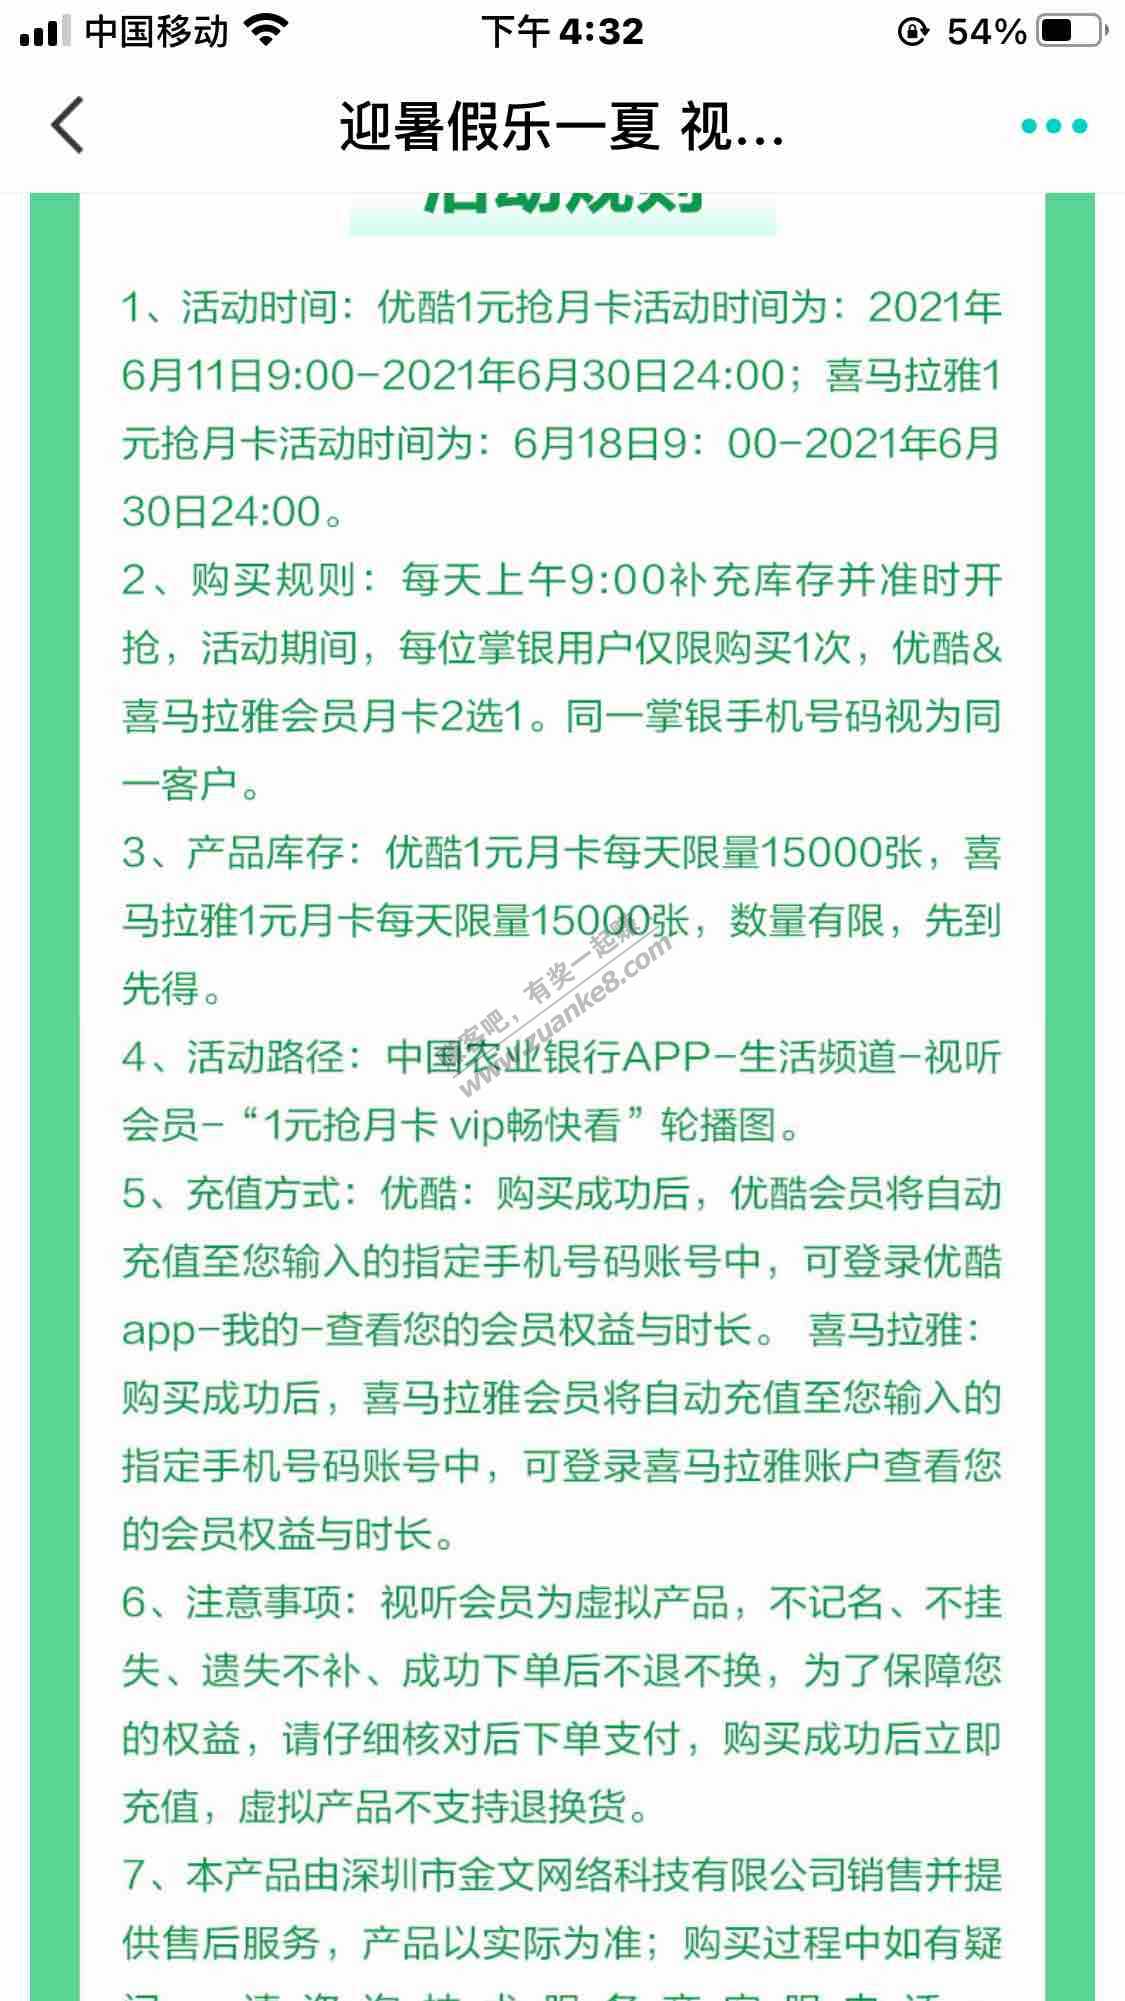 中国移动
下午 4:32
54%
迎暑假乐一夏 视...
活动规则
1、活动时间：优酷1元抢月卡活动时间为：2021年
6月11日9:00-2021年6月30日24:00；喜马拉雅1
元抢月卡活动时间为：6月18日9：00-2021年6月
30日24:00。
2、购买规则：每天上午9:00补充库存并准时开
抢，活动期间，每位掌银用户仅限购买1次，优酷&
喜马拉雅会员月卡2选1。同一掌银手机号码视为同
一客户。
3、产品库存：优酷1元月卡每天限量15000张，喜
马拉雅1元月卡每天限量15000张，数量有限，先到
先得。
4、活动路径：中国农业银行APP-生活频道-视听
会员-“1元抢月卡 vip畅快看”轮播图。
5、充值方式：优酷：购买成功后，优酷会员将自动
充值至您输入的指定手机号码账号中，可登录优酷
app-我的-查看您的会员权益与时长。 喜马拉雅：
购买成功后，喜马拉雅会员将自动充值至您输入的
指定手机号码账号中，可登录喜马拉雅账户查看您
的会员权益与时长。
6、注意事项：视听会员为虚拟产品，不记名、不挂
失、遗失不补、成功下单后不退不换，为了保障您
的权益，请仔细核对后下单支付，购买成功后立即
充值，虚拟产品不支持退换货。
7、本产品由深圳市金文网络科技有限公司销售并提
供售后服务，产品以实际为准；购买过程中如有疑
赚客吧，有奖一起赚
www.zuanke8.com